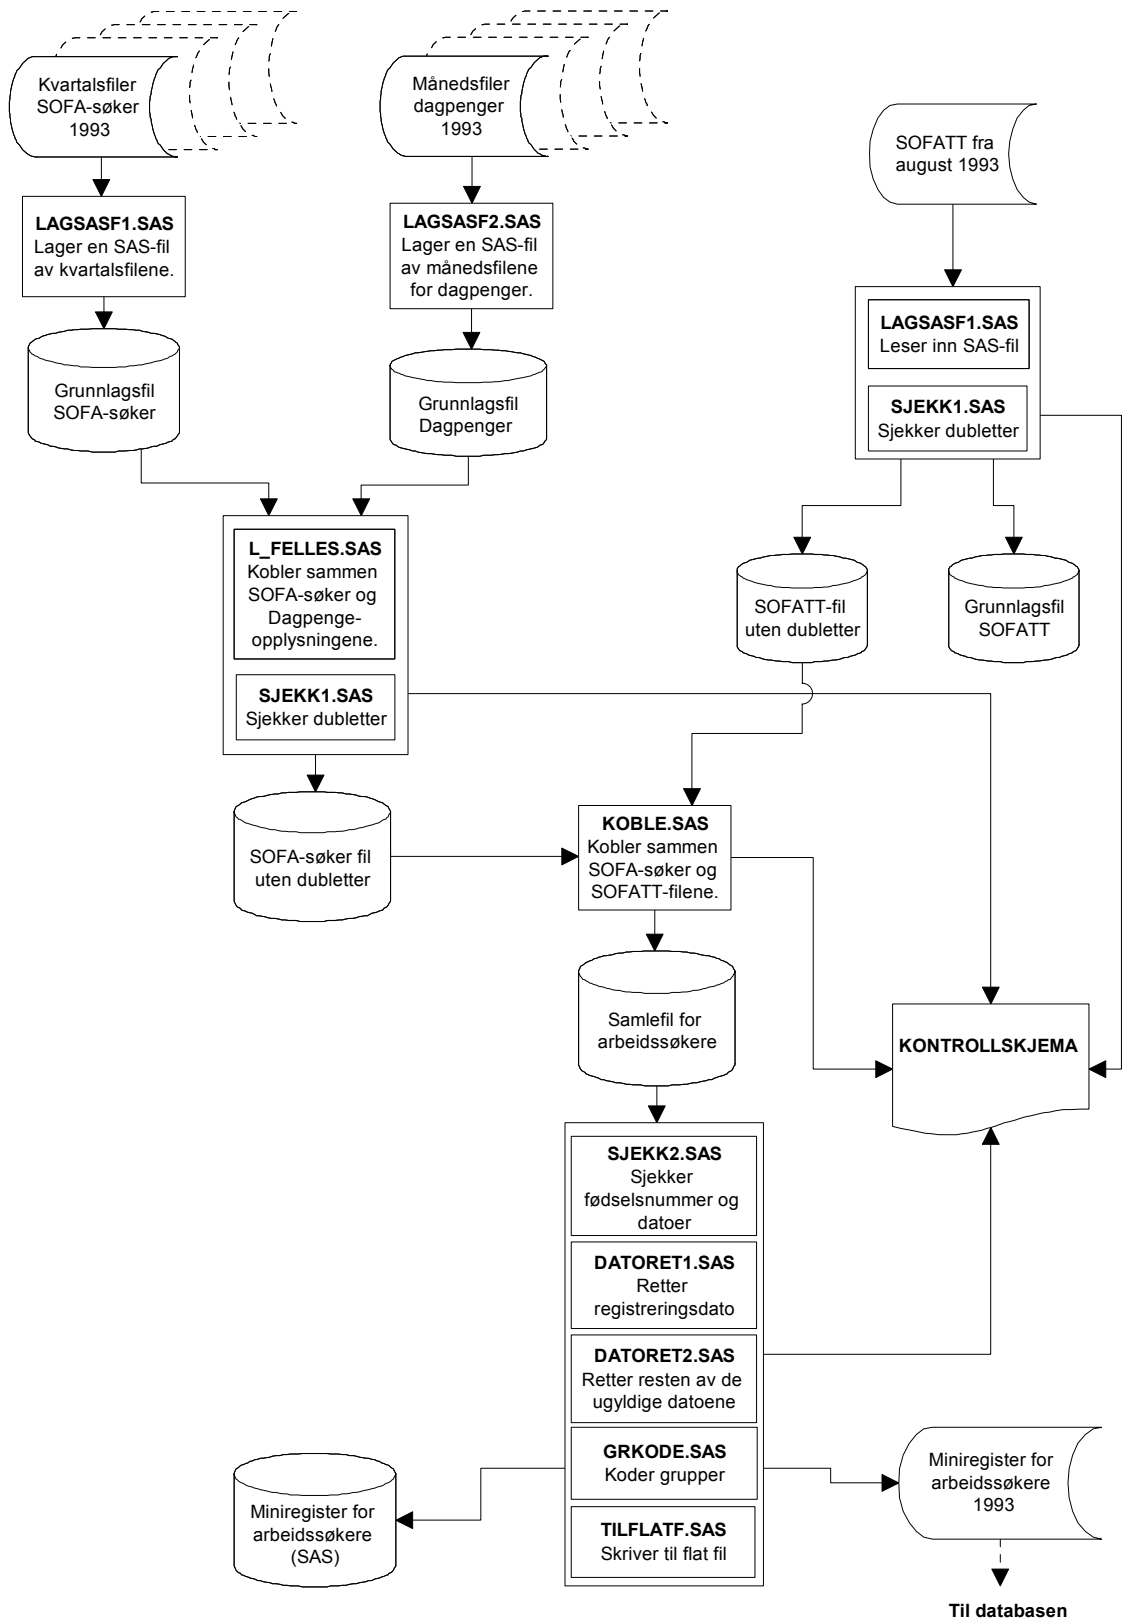 Kvartalsfiler
SOFA-søker
1993
Månedsfiler
dagpenger
1993
SOFATT fra
august 1993
LAGSASF1.SAS
Lager en SAS-fil
av kvartalsfilene.
LAGSASF2.SAS
Lager en SAS-fil
av månedsfilene
for dagpenger.
LAGSASF1.SAS
Leser inn SAS-fil
SJEKK1.SAS
Sjekker dubletter
Grunnlagsfil
SOFA-søker
Grunnlagsfil
Dagpenger
L_FELLES.SAS
Kobler sammen
SOFA-søker og
Dagpenge-
opplysningene.
SJEKK1.SAS
Sjekker dubletter
SOFATT-fil
uten dubletter
Grunnlagsfil
SOFATT
SOFA-søker fil
uten dubletter
KOBLE.SAS
Kobler sammen
SOFA-søker og
SOFATT-filene.
Samlefil for
arbeidssøkere
KONTROLLSKJEMA
SJEKK2.SAS
Sjekker
fødselsnummer og
datoer
DATORET1.SAS
Retter
registreringsdato
DATORET2.SAS
Retter resten av de
ugyldige datoene
GRKODE.SAS
Koder grupper
TILFLATF.SAS
Skriver til flat fil
Miniregister for
arbeidssøkere
(SAS)
Miniregister for
arbeidssøkere
1993
Til databasen